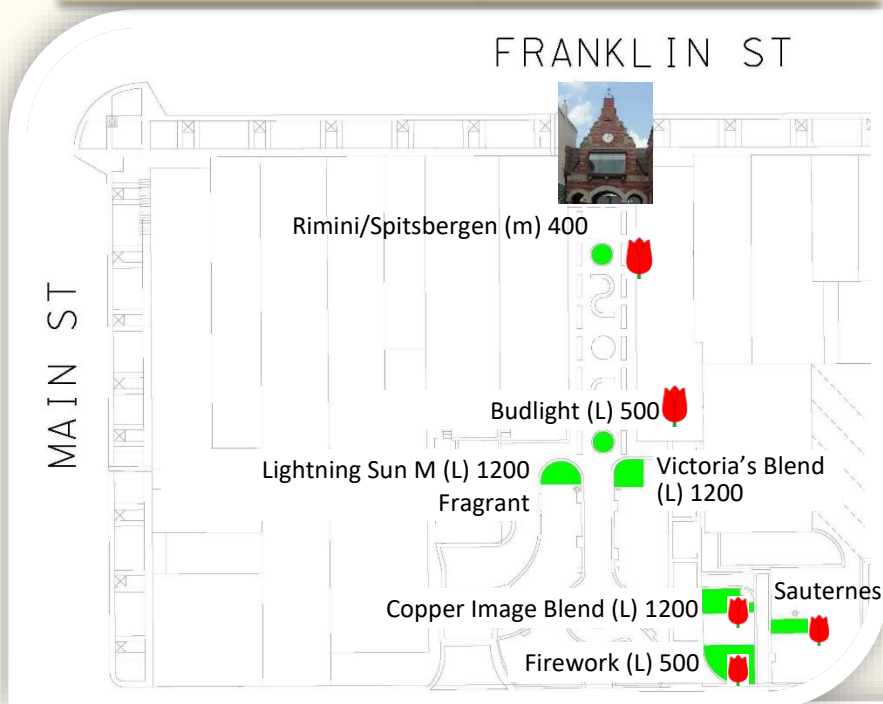 FRANKLIN ST
Rimini/Spitsbergen (m) 400
MAIN ST
Budlight (L) 500
Lightning Sun M (L) 1200
Fragrant
Victoria’s Blend
(L) 1200
Sauternes
Copper Image Blend (L) 1200
Firework (L) 500